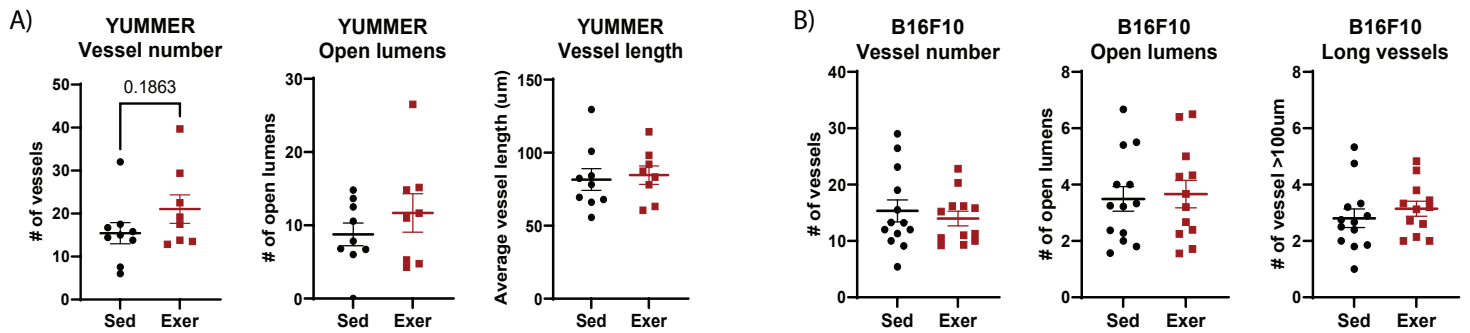 A)
YUMMER
Vessel number
# of vessels
50
40
30
20
10
0
0.1863
Sed Exer
YUMMER
Open lumens
# of open lumens
30
20
10
0
Sed Exer
YUMMER
Vessel length
Average vessel length (um)
150
100
50
0
Sed Exer
B)
B16F10
Vessel number
# of vessels
40
30
20
10
0
Sed Exer
B16F10
Open lumens
# of open lumens
8
6
4
2
0
Sed Exer
B16F10
Long vessels
# of vessel >100um
8
6
4
2
0
Sed Exer